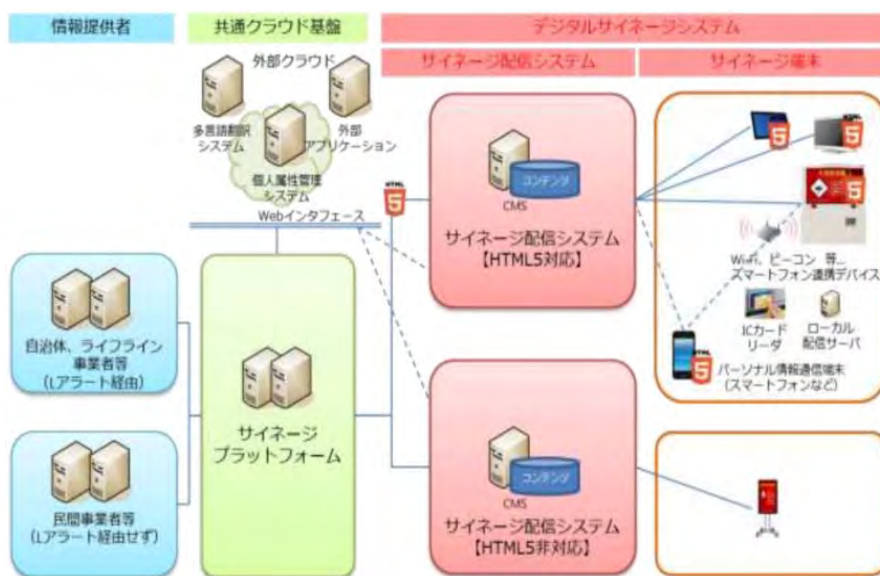 情報提供者
共通クラウド基盤
デジタルサイネージシステム
サイネージ配信システム
サイネージ端末
外部クラウド
多言語翻訳
システム
外部
アプリケーション
個人属性管理
システム
Webインタフェース
HTML
5
コンテンツ
CMS
サイネージ配信システム
【HTML5対応】
5
5
5
Wi-Fi、ビーコン 等...
スマートフォン連携デバイス
ICカード
リーダ
ローカル
配信サーバ
HTML
5
パーソナル情報通信端末
(スマートフォンなど)
自治体、ライフライン
事業者等
(Lアラート経由)
サイネージ
プラットフォーム
民間事業者等
(Lアラート経由せず)
コンテンツ
CMS
サイネージ配信システム
【HTML5非対応】